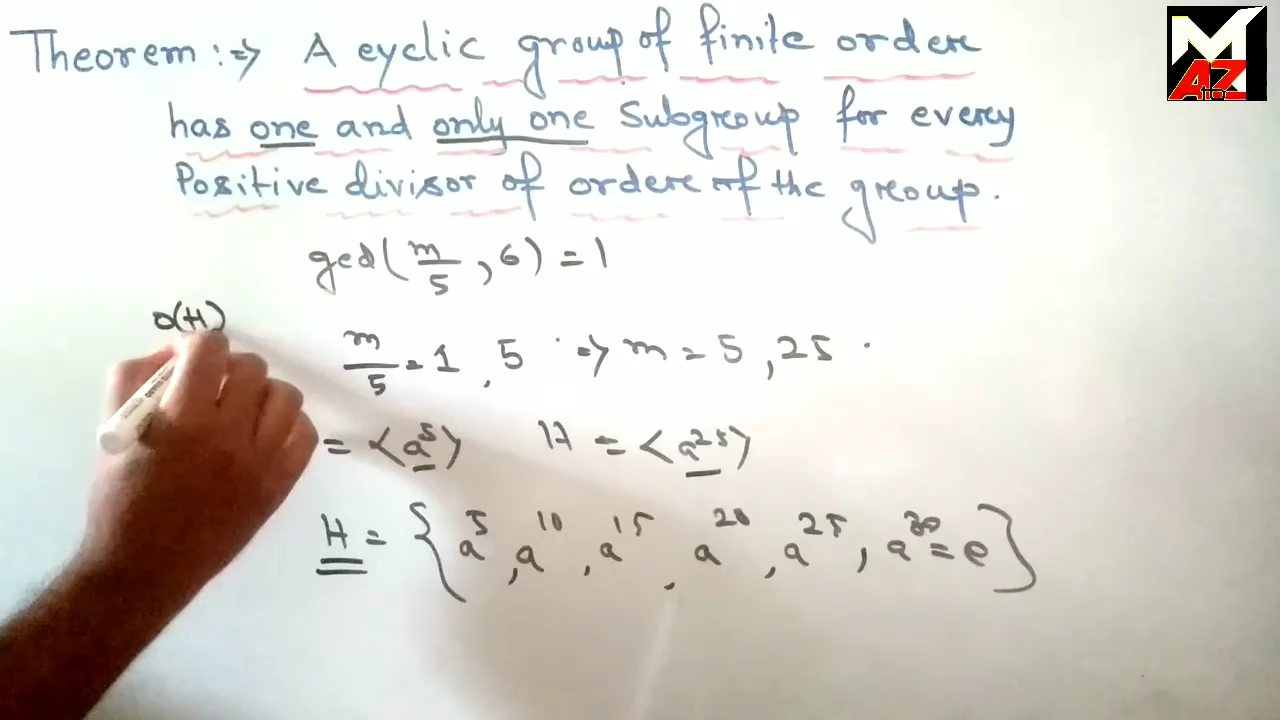 Theorem :⇒ A cyclic group of finite order
has one and only one Subgroup for every
Positive divisor of order of the group.
gcd(m/5, 6) = 1
O(H)
m/5 = 1, 5 ⇒ m = 5, 25 .
= <a^5> H = <a^25>
H = {a^5, a^10, a^15, a^20, a^25, a^30 = e}
M
A to Z